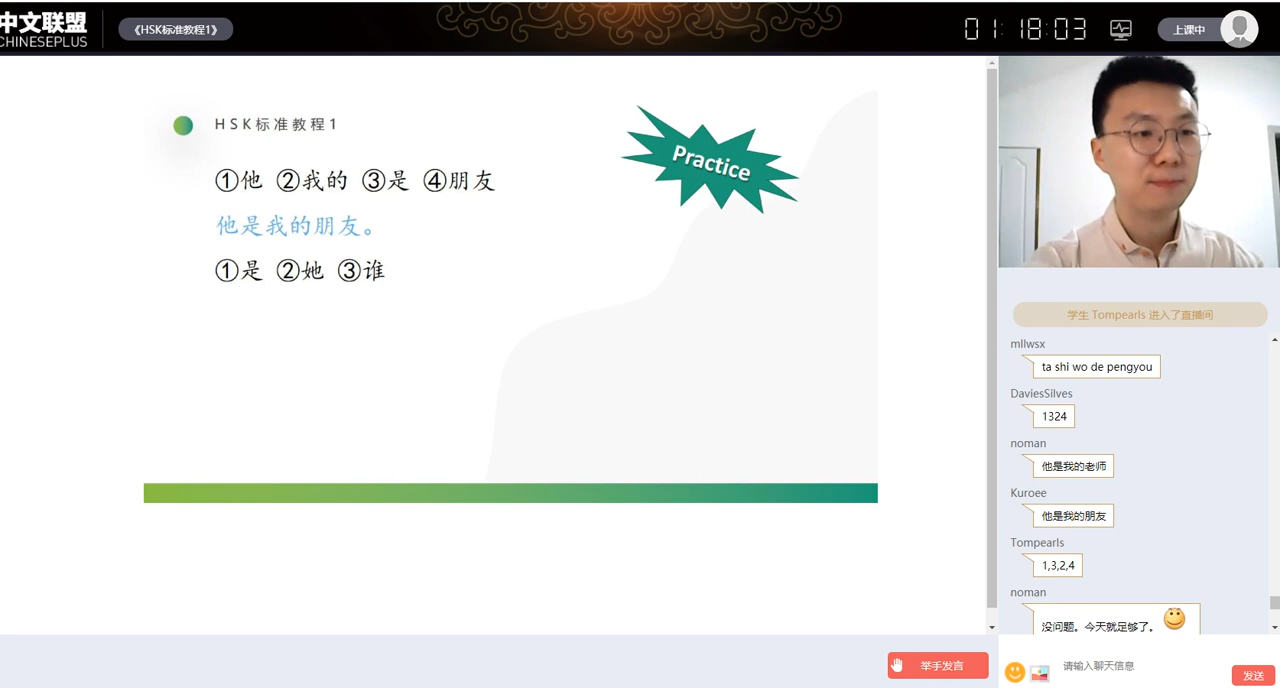 中文联盟
CHINESEPLUS
《HSK标准教程1》
01:18:03
上课中
HSK标准教程1
①他 ②我的 ③是 ④朋友
他是我的朋友。
①是 ②她 ③谁
Practice
学生 Tompearls 进入了直播间
mllwsx
ta shi wo de pengyou
DaviesSilves
1324
noman
他是我的老师
Kuroee
他是我的朋友
Tompearls
1,3,2,4
noman
没问题。今天就足够了。
举手发言
请输入聊天信息
发送